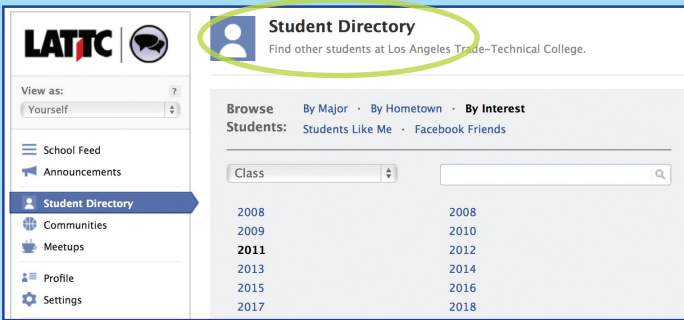 LATTC
View as:
?
Yourself
School Feed
Announcements
Student Directory
Communities
Meetups
Profile
Settings
Student Directory
Find other students at Los Angeles Trade-Technical College.
Browse Students:
By Major · By Hometown · By Interest
Students Like Me · Facebook Friends
Class
2008 2008
2009 2010
2011 2012
2013 2014
2015 2016
2017 2018